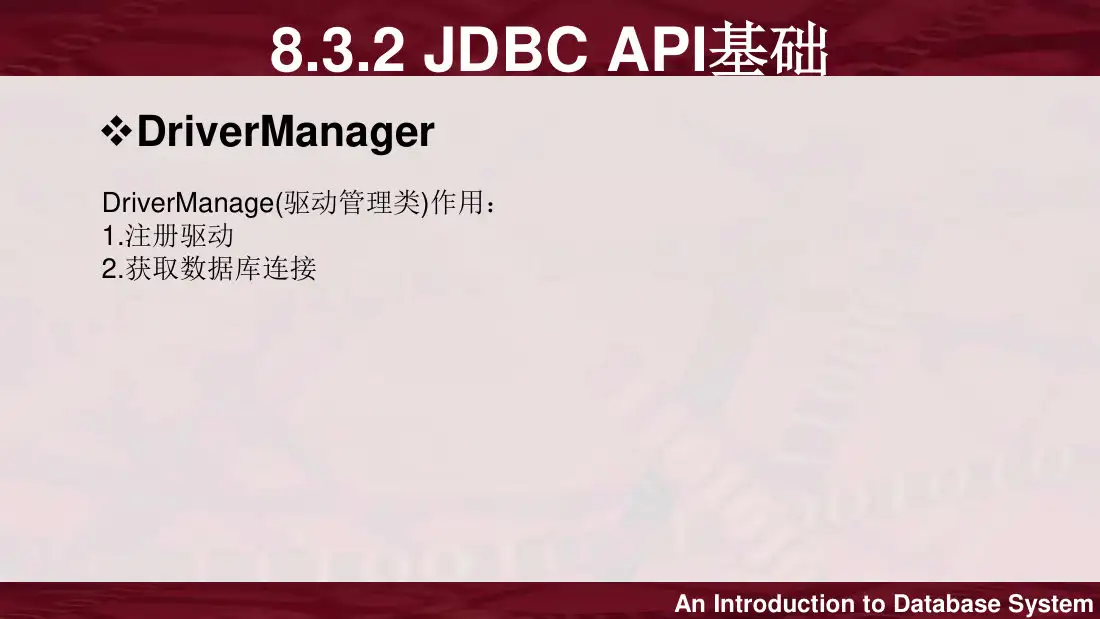 8.3.2 JDBC API基础
❖DriverManager
DriverManage(驱动管理类)作用：
1.注册驱动
2.获取数据库连接
An Introduction to Database System